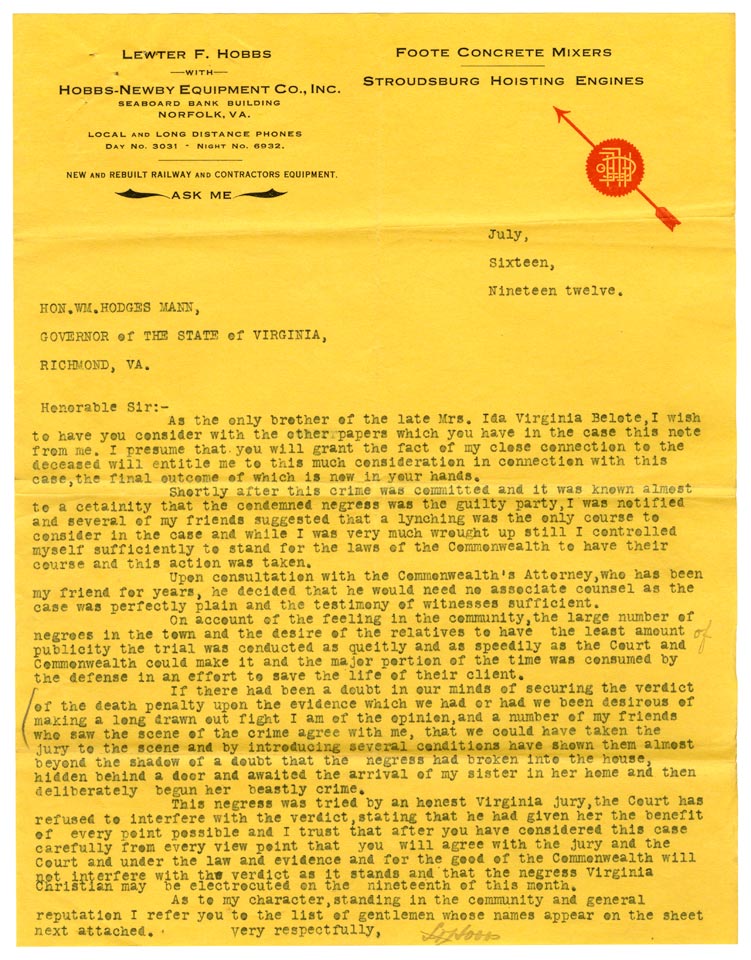 LEWTER F. HOBBS
WITH
HOBBS-NEWBY EQUIPMENT CO., INC.
SEABOARD BANK BUILDING
NORFOLK, VA.
LOCAL AND LONG DISTANCE PHONES
DAY NO. 3031 - NIGHT NO. 6932.
NEW AND REBUILT RAILWAY AND CONTRACTORS EQUIPMENT.
ASK ME
FOOTE CONCRETE MIXERS
STROUDSBURG HOISTING ENGINES
July,
Sixteen,
Nineteen twelve.
HON.WM.HODGES MANN,
GOVERNOR of THE STATE of VIRGINIA,
RICHMOND, VA.
Honorable Sir:-
As the only brother of the late Mrs. Ida Virginia Belote,I wish
to have you consider with the other papers which you have in the case this note
from me. I presume that you will grant the fact of my close connection to the
deceased will entitle me to this much consideration in connection with this
case,the final outcome of which is now in your hands.
Shortly after this crime was committed and it was known almost
to a cetainity that the condemned negress was the guilty party,I was notified
and several of my friends suggested that a lynching was the only course to
consider in the case and while I was very much wrought up still I controlled
myself sufficiently to stand for the laws of the Commonwealth to have their
course and this action was taken.
Upon consultation with the Commonwealth's Attorney,who has been
my friend for years, he decided that he would need no associate counsel as the
case was perfectly plain and the testimony of witnesses sufficient.
On account of the feeling in the community,the large number of
negroes in the town and the desire of the relatives to have the least amount of
publicity the trial was conducted as queitly and as speedily as the Court and
Commonwealth could make it and the major portion of the time was consumed by
the defense in an effort to save the life of their client.
If there had been a doubt in our minds of securing the verdict
of the death penalty upon the evidence which we had or had we been desirous of
making a long drawn out fight I am of the opinion,and a number of my friends
who saw the scene of the crime agree with me, that we could have taken the
jury to the scene and by introducing several conditions have shown them almost
beyond the shadow of a doubt that the negress had broken into the house,
hidden behind a door and awaited the arrival of my sister in her home and then
deliberately begun her beastly crime.
This negress was tried by an honest Virginia jury,the Court has
refused to interfere with the verdict,stating that he had given her the benefit
of every point possible and I trust that after you have considered this case
carefully from every view point that you will agree with the jury and the
Court and under the law and evidence and for the good of the Commonwealth will
not interfere with the verdict as it stands and that the negress Virginia
Christian may be electrocuted on the nineteenth of this month.
As to my character,standing in the community and general
reputation I refer you to the list of gentlemen whose names appear on the sheet
next attached. very respectfully,